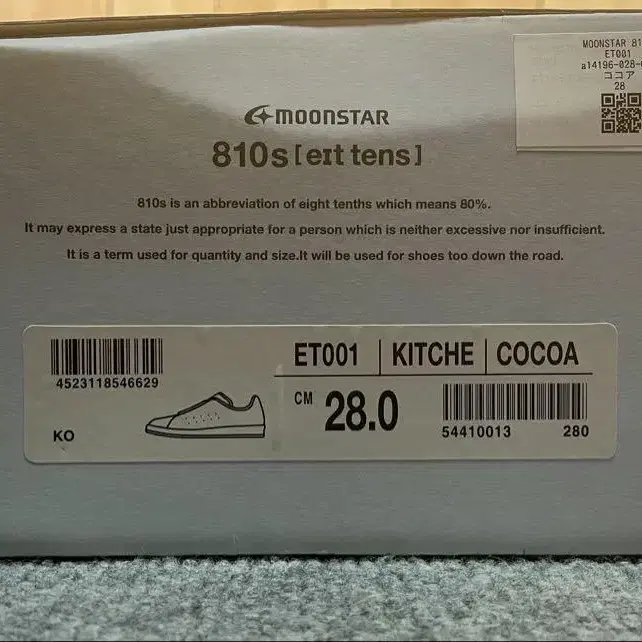 MOONSTAR 81
ET001
a14196-028-
ココア
28
MOONSTAR
810s [eıt tens]
810s is an abbreviation of eight tenths which means 80%.
It may express a state just appropriate for a person which is neither excessive nor insufficient.
It is a term used for quantity and size.It will be used for shoes too down the road.
4523118546629
KO
ET001 | KITCHE | COCOA
CM 28.0
54410013 280